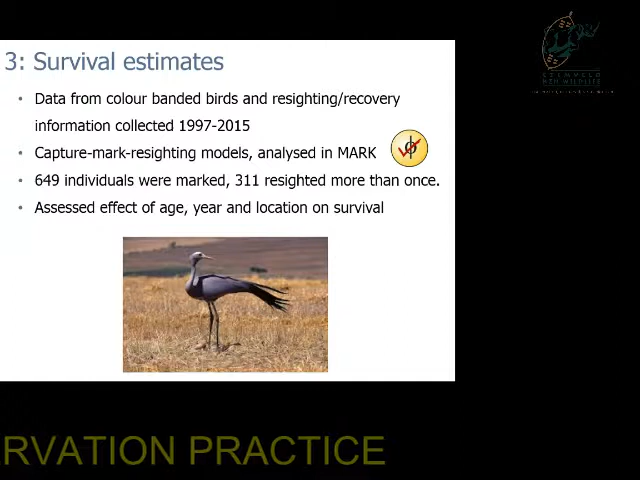 3: Survival estimates
• Data from colour banded birds and resighting/recovery
information collected 1997-2015
• Capture-mark-resighting models, analysed in MARK
• 649 individuals were marked, 311 resighted more than once.
• Assessed effect of age, year and location on survival
RVATION PRACTICE